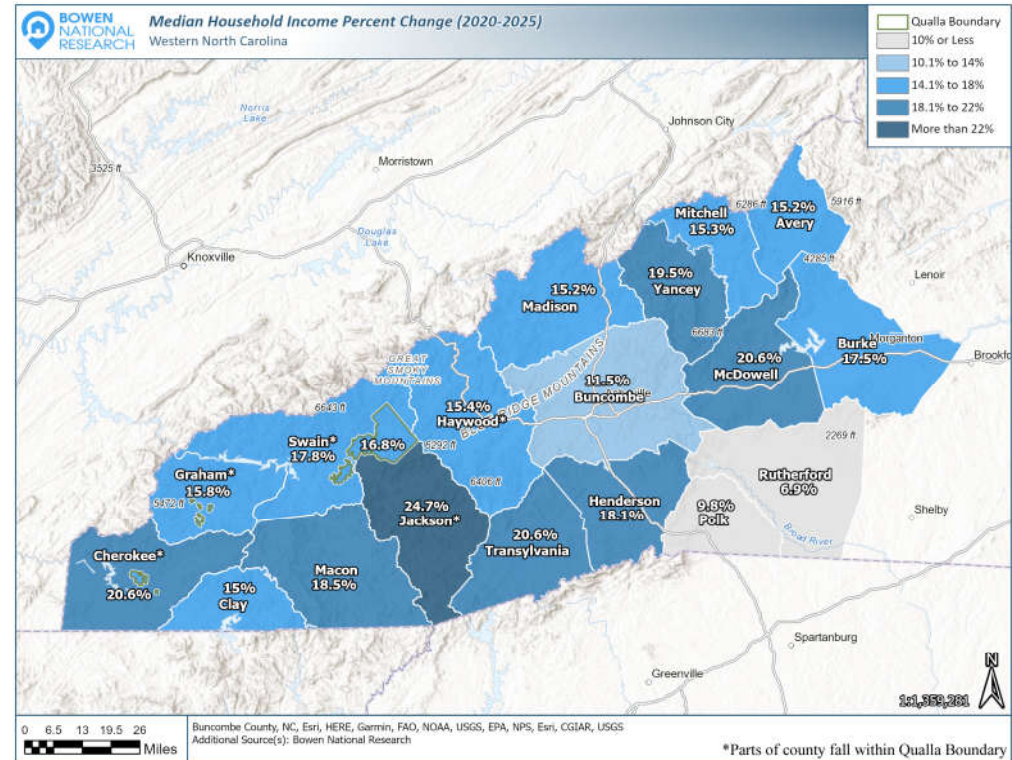 BOWEN
NATIONAL
RESEARCH
Median Household Income Percent Change (2020-2025)
Western North Carolina
Qualla Boundary
10% or Less
10.1% to 14%
14.1% to 18%
18.1% to 22%
More than 22%
Norris
Lake
Johnson City
3525 ft
Morristown
Mitchell
15.3%
6286 ft
15.2%
Avery
5916 ft
Douglas
Lake
Knoxville
4285 ft
Lenoir
19.5%
Yancey
15.2%
Madison
6683 ft
Burke
17.5%
Morganton
20.6%
McDowell
GREAT
SMOKY
MOUNTAINS
BLUE RIDGE MOUNTAINS
11.5%
Buncombe
6643 ft
15.4%
Haywood*
Swain*
17.8%
16.8%
5292 ft
2269 ft
Graham*
15.8%
5472 ft
6406 ft
Rutherford
6.9%
24.7%
Jackson*
Henderson
18.1%
9.8%
Polk
Shelby
20.6%
Transylvania
Broad River
Cherokee*
20.6%
Macon
18.5%
15%
Clay
Spartanburg
Greenville
N
1:1,359,281
0 6.5 13 19.5 26
Miles
Buncombe County, NC, Esri, HERE, Garmin, FAO, NOAA, USGS, EPA, NPS, Esri, CGIAR, USGS
Additional Source(s): Bowen National Research
*Parts of county fall within Qualla Boundary